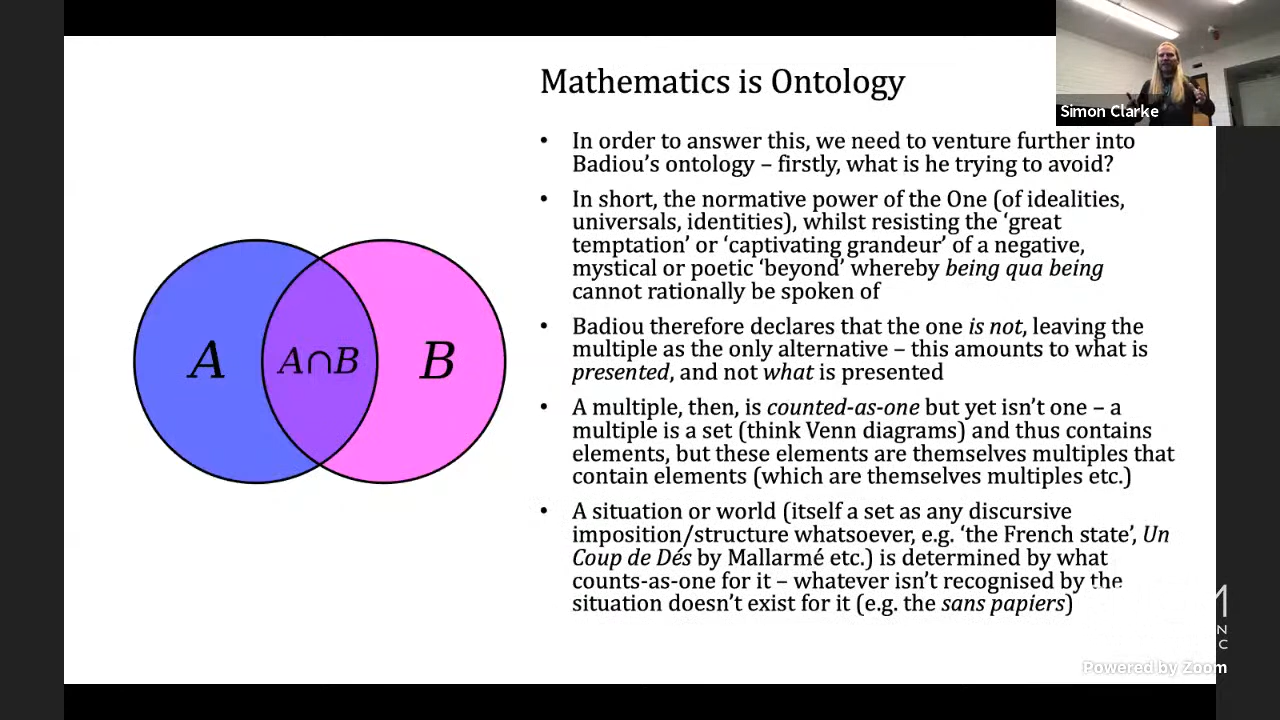 Mathematics is Ontology
Simon Clarke
• In order to answer this, we need to venture further into
Badiou’s ontology – firstly, what is he trying to avoid?
• In short, the normative power of the One (of idealities,
universals, identities), whilst resisting the ‘great
temptation’ or ‘captivating grandeur’ of a negative,
mystical or poetic ‘beyond’ whereby being qua being
cannot rationally be spoken of
• Badiou therefore declares that the one is not, leaving the
multiple as the only alternative – this amounts to what is
presented, and not what is presented
• A multiple, then, is counted-as-one but yet isn’t one – a
multiple is a set (think Venn diagrams) and thus contains
elements, but these elements are themselves multiples that
contain elements (which are themselves multiples etc.)
• A situation or world (itself a set as any discursive
imposition/structure whatsoever, e.g. ‘the French state’, Un
Coup de Dés by Mallarmé etc.) is determined by what
counts-as-one for it – whatever isn’t recognised by the
situation doesn’t exist for it (e.g. the sans papiers)
A
A∩B
B
Powered by Zoom